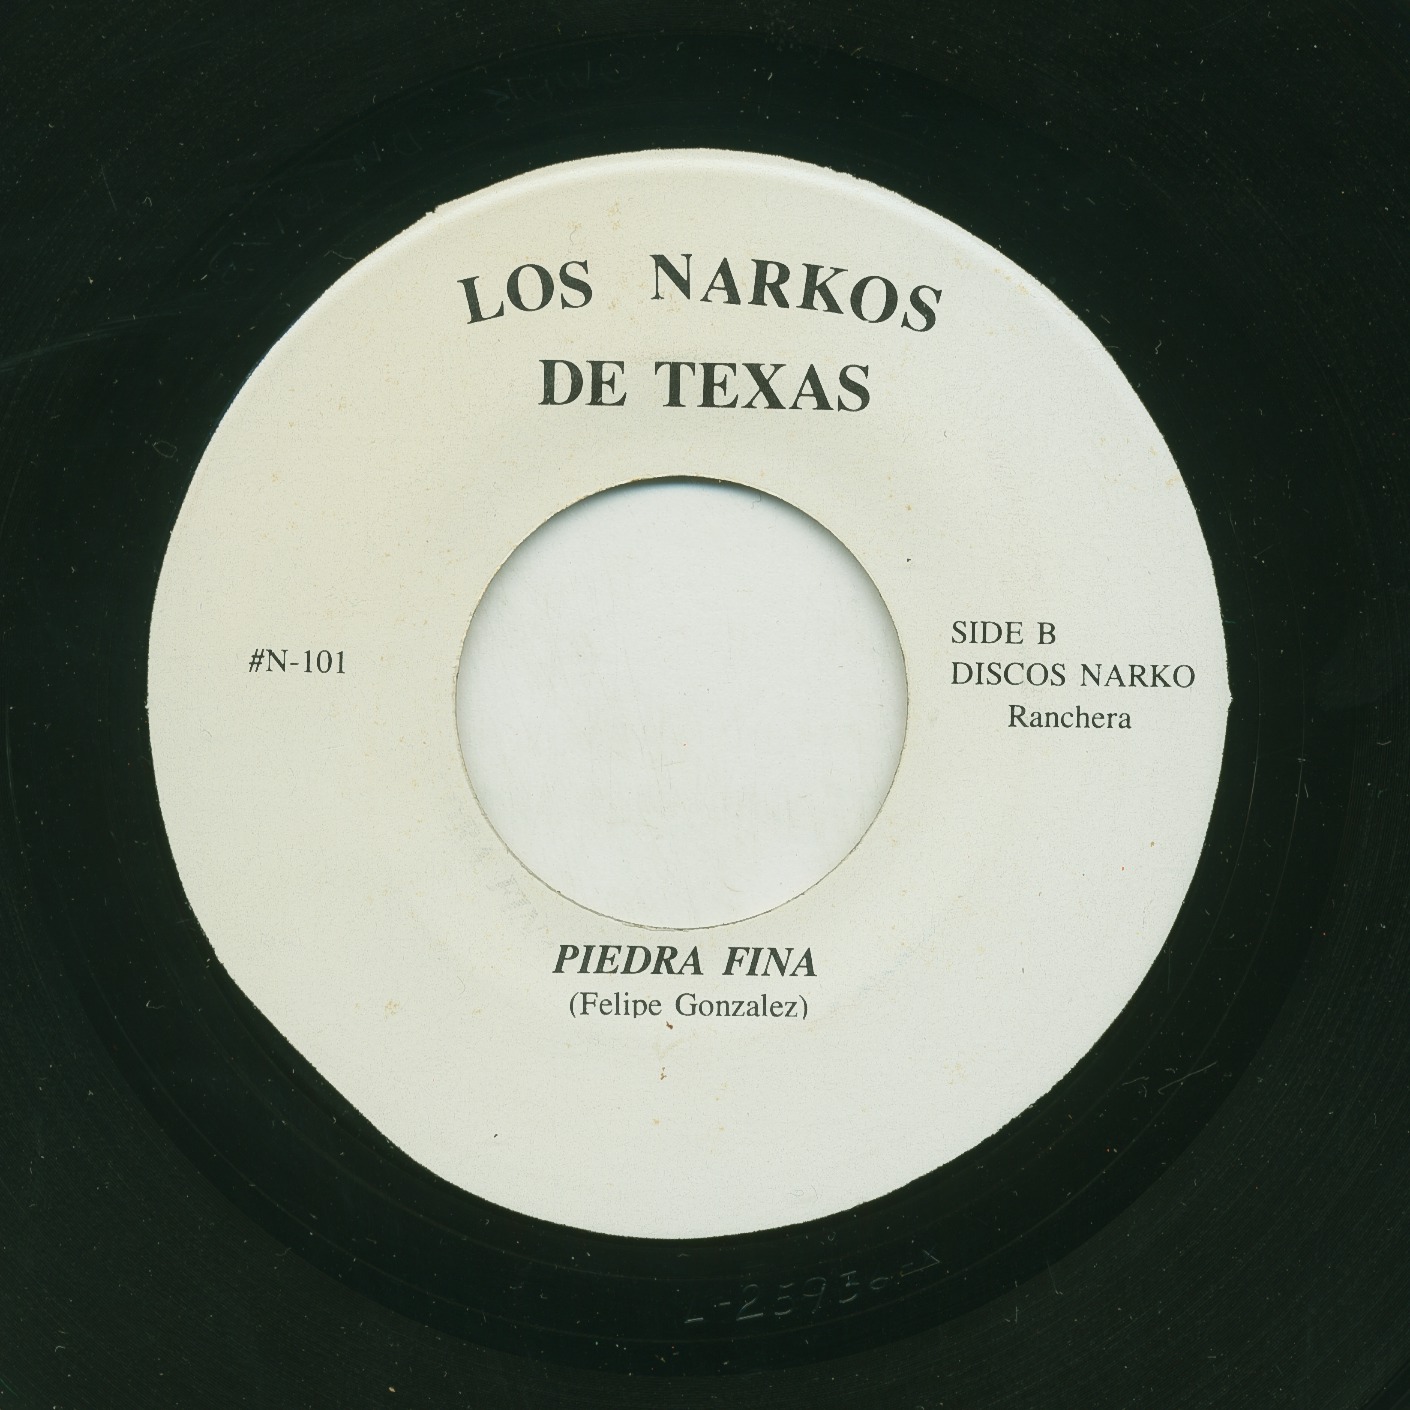 LOS NARKOS
DE TEXAS
#N-101
SIDE B
DISCOS NARKO
Ranchera
PIEDRA FINA
(Felipe Gonzalez)